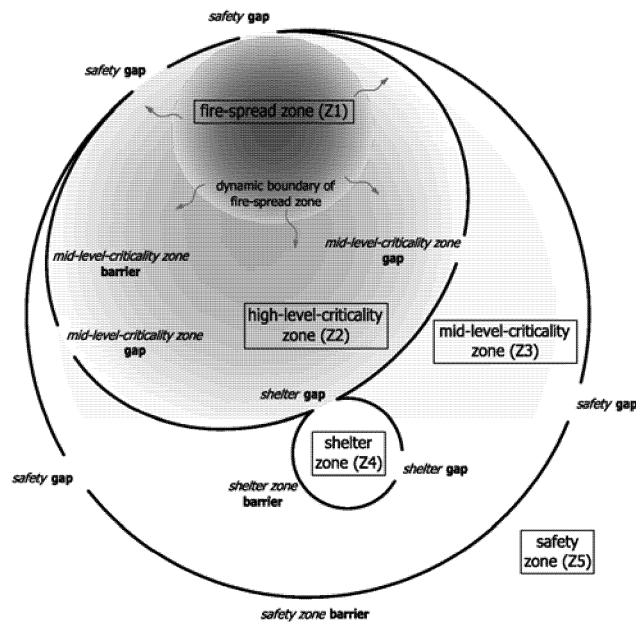 safety gap
safety gap
fire-spread zone (Z1)
dynamic boundary of
fire-spread zone
mid-level-criticality zone
gap
mid-level-criticality zone
barrier
high-level-criticality
zone (Z2)
mid-level-criticality
zone (Z3)
mid-level-criticality zone
gap
shelter gap
safety gap
shelter
zone (Z4)
shelter gap
safety gap
shelter zone
barrier
safety
zone (Z5)
safety zone barrier